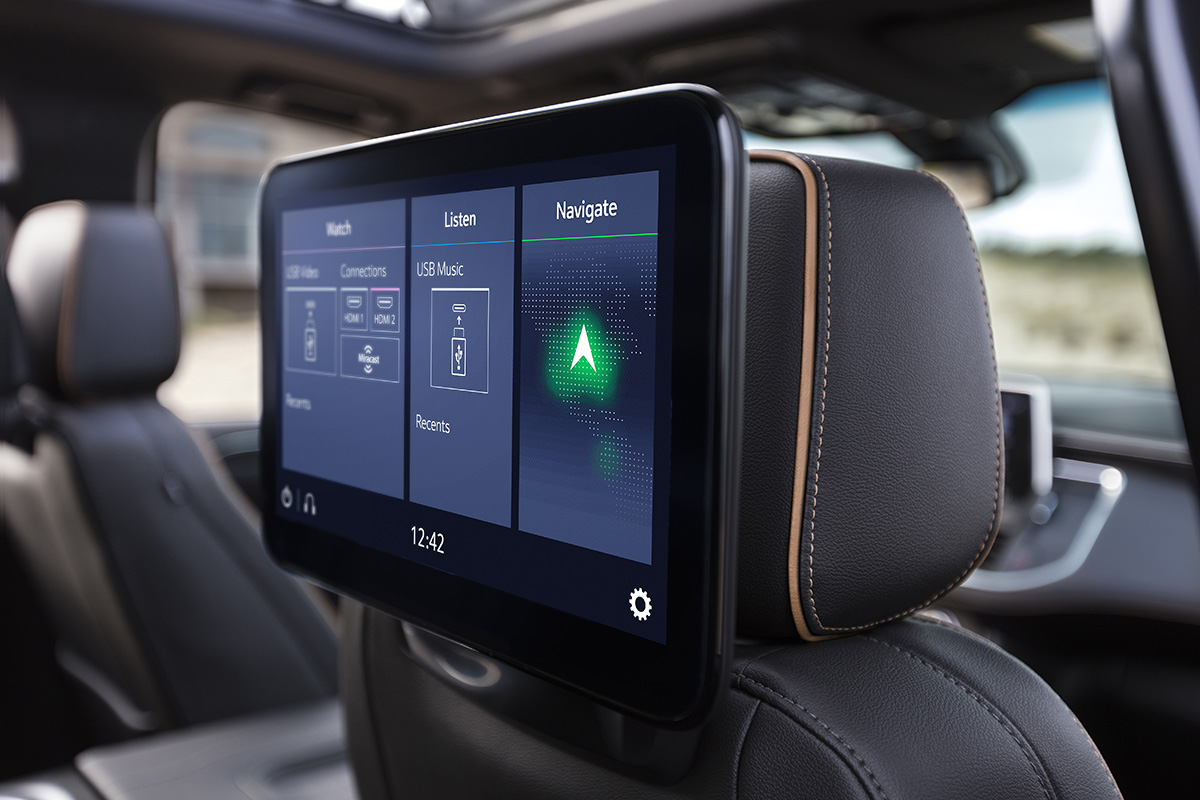 Watch
USB Video
Connections
HDMI 1
HDMI 2
Miracast
Recents
Listen
USB Music
Recents
Navigate
12:42